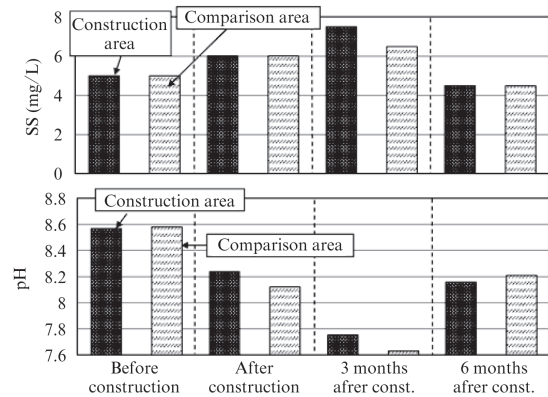 8
Construction
area
Comparison area
6
4
2
0
SS (mg/L)
8.8
8.6
8.4
8.2
8
7.8
7.6
pH
Construction area
Comparison area
Before
construction
After
construction
3 months
afrer const.
6 months
afrer const.